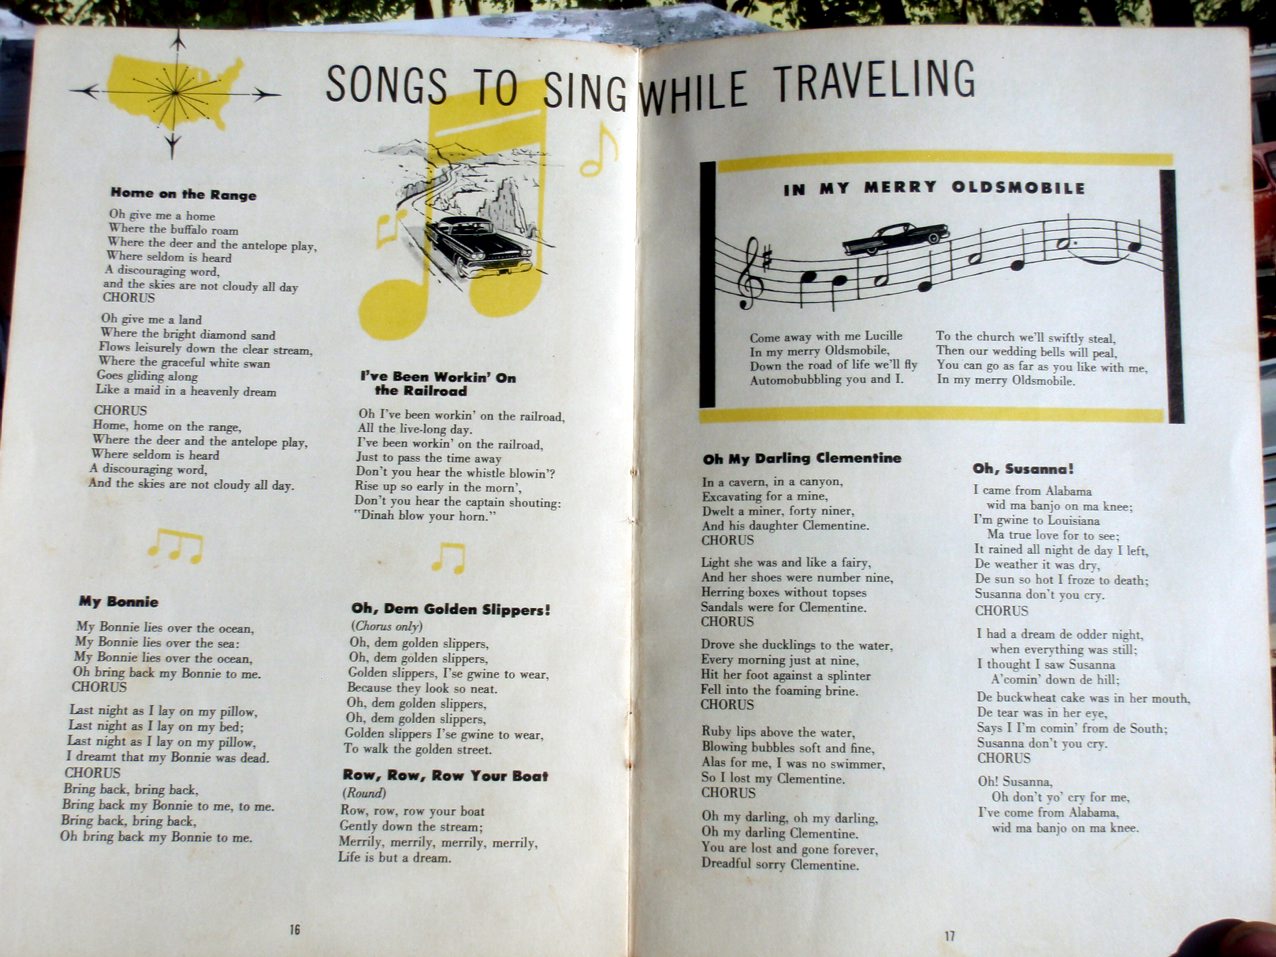 SONGS TO SING WHILE TRAVELING
Home on the Range
Oh give me a home
Where the buffalo roam
Where the deer and the antelope play,
Where seldom is heard
A discouraging word,
and the skies are not cloudy all day
CHORUS
Oh give me a land
Where the bright diamond sand
Flows leisurely down the clear stream,
Where the graceful white swan
Goes gliding along
Like a maid in a heavenly dream
CHORUS
Home, home on the range,
Where the deer and the antelope play,
Where seldom is heard
A discouraging word,
And the skies are not cloudy all day.
My Bonnie
My Bonnie lies over the ocean,
My Bonnie lies over the sea:
My Bonnie lies over the ocean,
Oh bring back my Bonnie to me.
CHORUS
Last night as I lay on my pillow,
Last night as I lay on my bed;
Last night as I lay on my pillow,
I dreamt that my Bonnie was dead.
CHORUS
Bring back, bring back,
Bring back my Bonnie to me, to me.
Bring back, bring back,
Oh bring back my Bonnie to me.
I've Been Workin' On
the Railroad
Oh I've been workin' on the railroad,
All the live-long day.
I've been workin' on the railroad,
Just to pass the time away
Don't you hear the whistle blowin'?
Rise up so early in the morn',
Don't you hear the captain shouting:
"Dinah blow your horn."
Oh, Dem Golden Slippers!
(Chorus only)
Oh, dem golden slippers,
Oh, dem golden slippers,
Golden slippers, I'se gwine to wear,
Because they look so neat.
Oh, dem golden slippers,
Oh, dem golden slippers,
Golden slippers I'se gwine to wear,
To walk the golden street.
Row, Row, Row Your Boat
(Round)
Row, row, row your boat
Gently down the stream;
Merrily, merrily, merrily, merrily,
Life is but a dream.
16
IN MY MERRY OLDSMOBILE
Come away with me Lucille
In my merry Oldsmobile,
Down the road of life we'll fly
Automobubbling you and I.
To the church we'll swiftly steal,
Then our wedding bells will peal,
You can go as far as you like with me,
In my merry Oldsmobile.
Oh My Darling Clementine
In a cavern, in a canyon,
Excavating for a mine,
Dwelt a miner, forty niner,
And his daughter Clementine.
CHORUS
Light she was and like a fairy,
And her shoes were number nine,
Herring boxes without topses
Sandals were for Clementine.
CHORUS
Drove she ducklings to the water,
Every morning just at nine,
Hit her foot against a splinter
Fell into the foaming brine.
CHORUS
Ruby lips above the water,
Blowing bubbles soft and fine,
Alas for me, I was no swimmer,
So I lost my Clementine.
CHORUS
Oh my darling, oh my darling,
Oh my darling Clementine.
You are lost and gone forever,
Dreadful sorry Clementine.
Oh, Susanna!
I came from Alabama
wid ma banjo on ma knee;
I'm gwine to Louisiana
Ma true love for to see;
It rained all night de day I left,
De weather it was dry,
De sun so hot I froze to death;
Susanna don't you cry.
CHORUS
I had a dream de odder night,
when everything was still;
I thought I saw Susanna
A'comin' down de hill;
De buckwheat cake was in her mouth,
De tear was in her eye,
Says I I'm comin' from de South;
Susanna don't you cry.
CHORUS
Oh! Susanna,
Oh don't yo' cry for me,
I've come from Alabama,
wid ma banjo on ma knee.
17